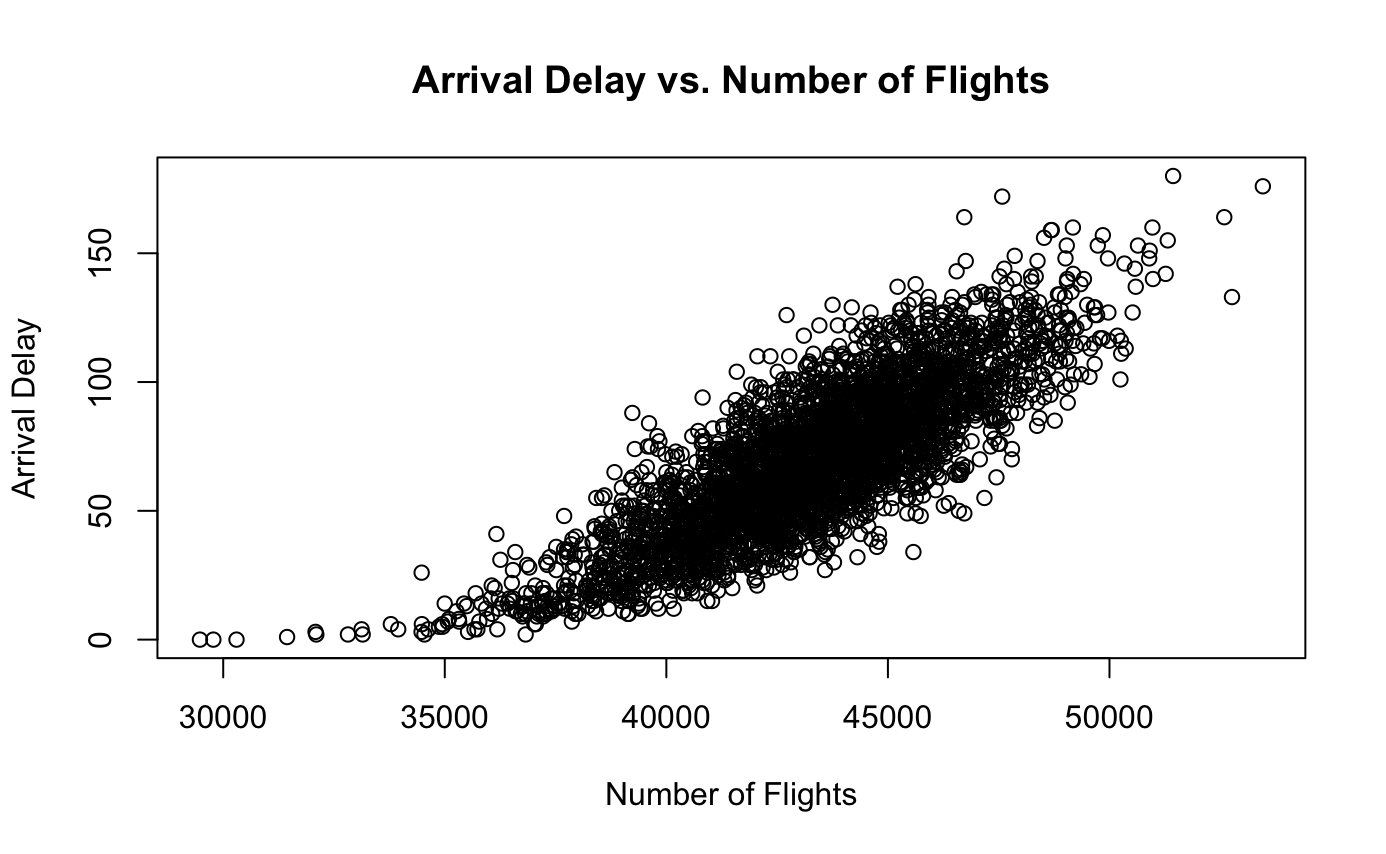 Arrival Delay vs. Number of Flights
Arrival Delay
150
100
50
0
30000 35000 40000 45000 50000
Number of Flights